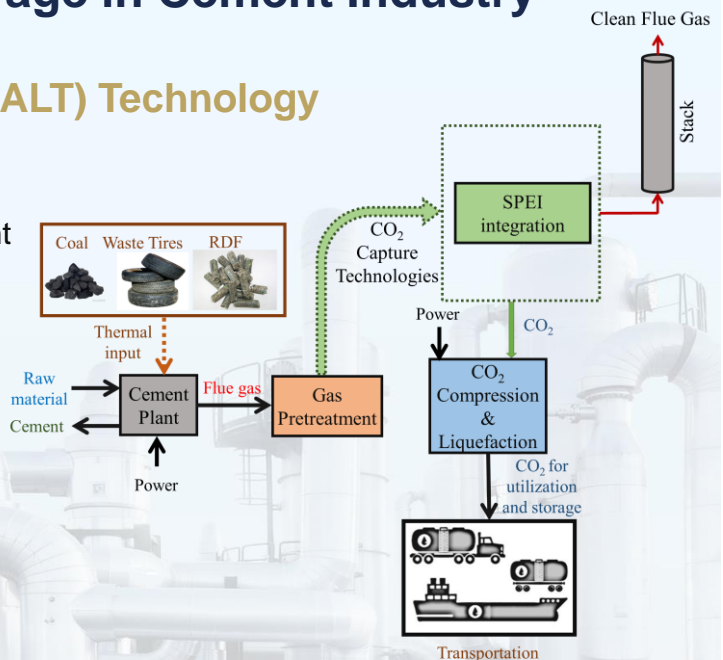 rage in Cement Industry
ALT) Technology
nt
Clean Flue Gas
Stack
SPEI
integration
CO₂
Capture
Technologies
Coal Waste Tires RDF
Thermal
input
Raw
material
Cement
Cement
Plant
Flue gas
Gas
Pretreatment
Power
Power
CO₂
CO₂
Compression
&
Liquefaction
CO₂ for
utilization
and storage
Transportation